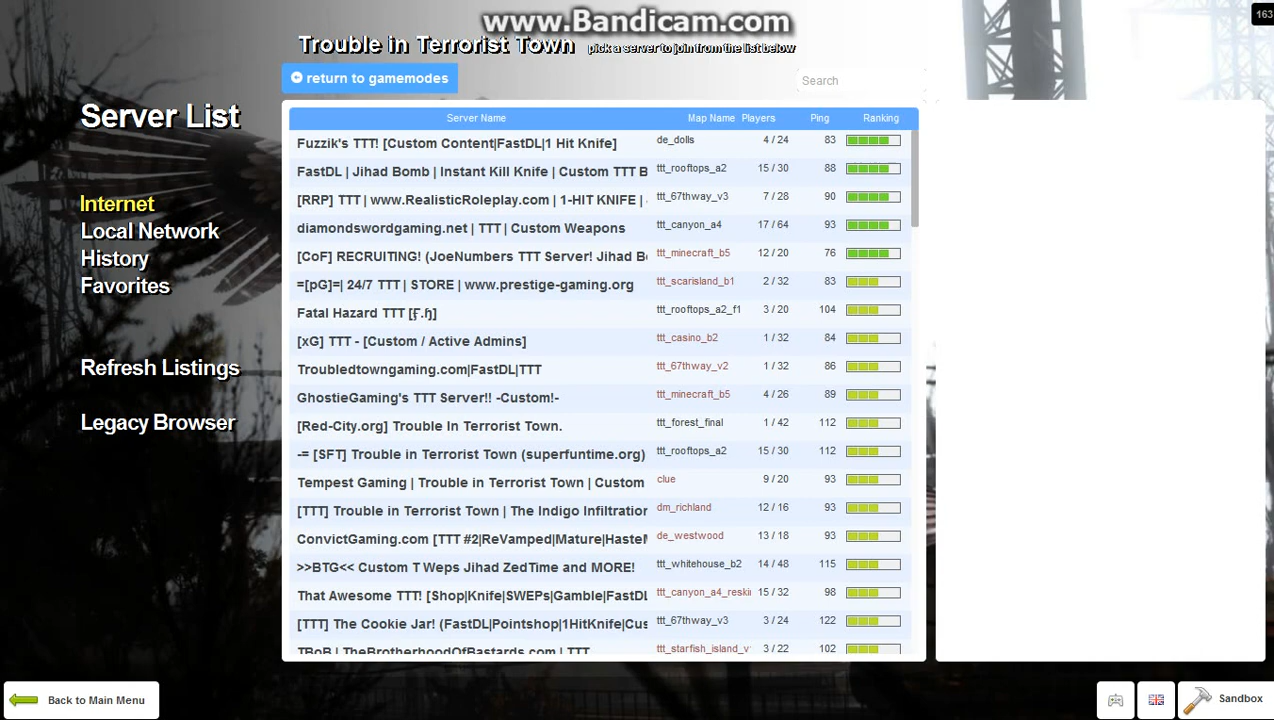 www.Bandicam.com
163
Trouble in Terrorist Town pick a server to join from the list below
return to gamemodes
Search
Server List
Internet
Local Network
History
Favorites
Refresh Listings
Legacy Browser
Server Name Map Name Players Ping Ranking
Fuzzik's TTT! [Custom Content|FastDL|1 Hit Knife] de_dolls 4 / 24 83
FastDL | Jihad Bomb | Instant Kill Knife | Custom TTT B ttt_rooftops_a2 15 / 30 88
[RRP] TTT | www.RealisticRoleplay.com | 1-HIT KNIFE | ttt_67thway_v3 7 / 28 90
diamondswordgaming.net | TTT | Custom Weapons ttt_canyon_a4 17 / 64 93
[CoF] RECRUITING! (JoeNumbers TTT Server! Jihad B ttt_minecraft_b5 12 / 20 76
=[pG]=| 24/7 TTT | STORE | www.prestige-gaming.org ttt_scarisland_b1 2 / 32 83
Fatal Hazard TTT ttt_rooftops_a2_f1 3 / 20 104
[xG] TTT - [Custom / Active Admins] ttt_casino_b2 1 / 32 84
Troubledtowngaming.com|FastDL|TTT ttt_67thway_v2 1 / 32 86
GhostieGaming's TTT Server!! -Custom!- ttt_minecraft_b5 4 / 26 89
[Red-City.org] Trouble In Terrorist Town. ttt_forest_final 1 / 42 112
-= [SFT] Trouble in Terrorist Town (superfuntime.org) ttt_rooftops_a2 15 / 30 112
Tempest Gaming | Trouble in Terrorist Town | Custom clue 9 / 20 93
[TTT] Trouble in Terrorist Town | The Indigo Infiltration dm_richland 12 / 16 93
ConvictGaming.com [TTT #2|ReVamped|Mature|HasteM de_westwood 13 / 18 93
>>BTG<< Custom T Weps Jihad ZedTime and MORE! ttt_whitehouse_b2 14 / 48 115
That Awesome TTT! [Shop|Knife|SWEPs|Gamble|FastDL ttt_canyon_a4_reski 15 / 32 98
[TTT] The Cookie Jar! (FastDL|Pointshop|1HitKnife|Cus ttt_67thway_v3 3 / 24 122
TBoB | TheBrotherhoodOfBastards.com | TTT ttt_starfish_island_v 3 / 22 102
Back to Main Menu
Sandbox